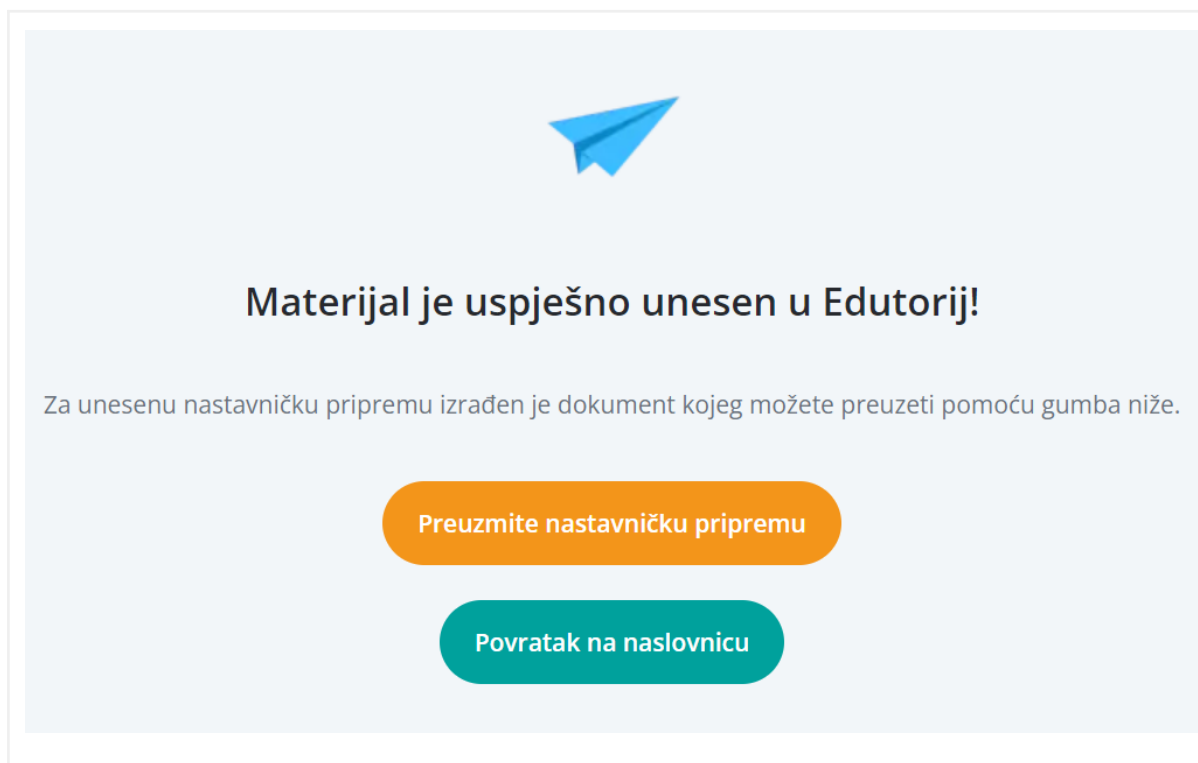 Materijal je uspješno unesen u Edutorij!
Za unesenu nastavničku pripremu izrađen je dokument kojeg možete preuzeti pomoću gumba niže.
Preuzmite nastavničku pripremu
Povratak na naslovnicu